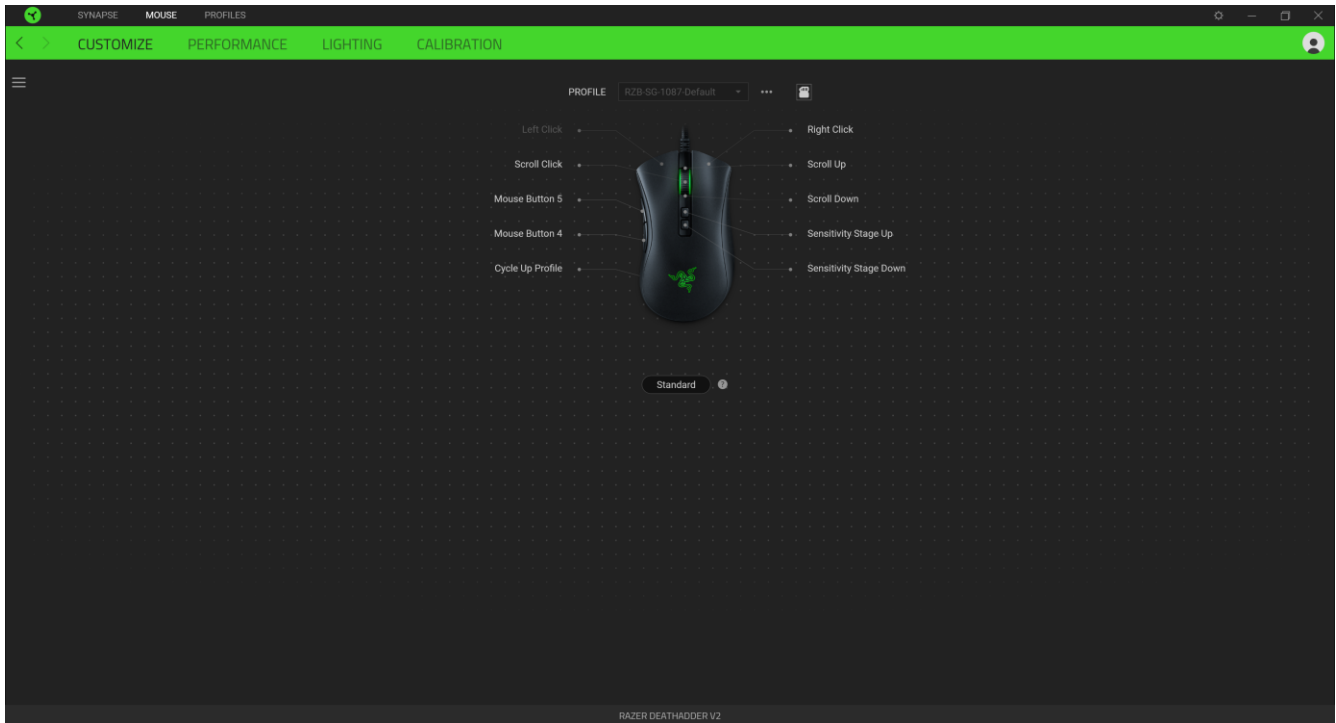 SYNAPSE MOUSE PROFILES
CUSTOMIZE PERFORMANCE LIGHTING CALIBRATION
PROFILE RZB-SG-1087-Default
Left Click Right Click
Scroll Click Scroll Up
Mouse Button 5 Scroll Down
Mouse Button 4 Sensitivity Stage Up
Cycle Up Profile Sensitivity Stage Down
Standard ?
RAZER DEATHADDER V2